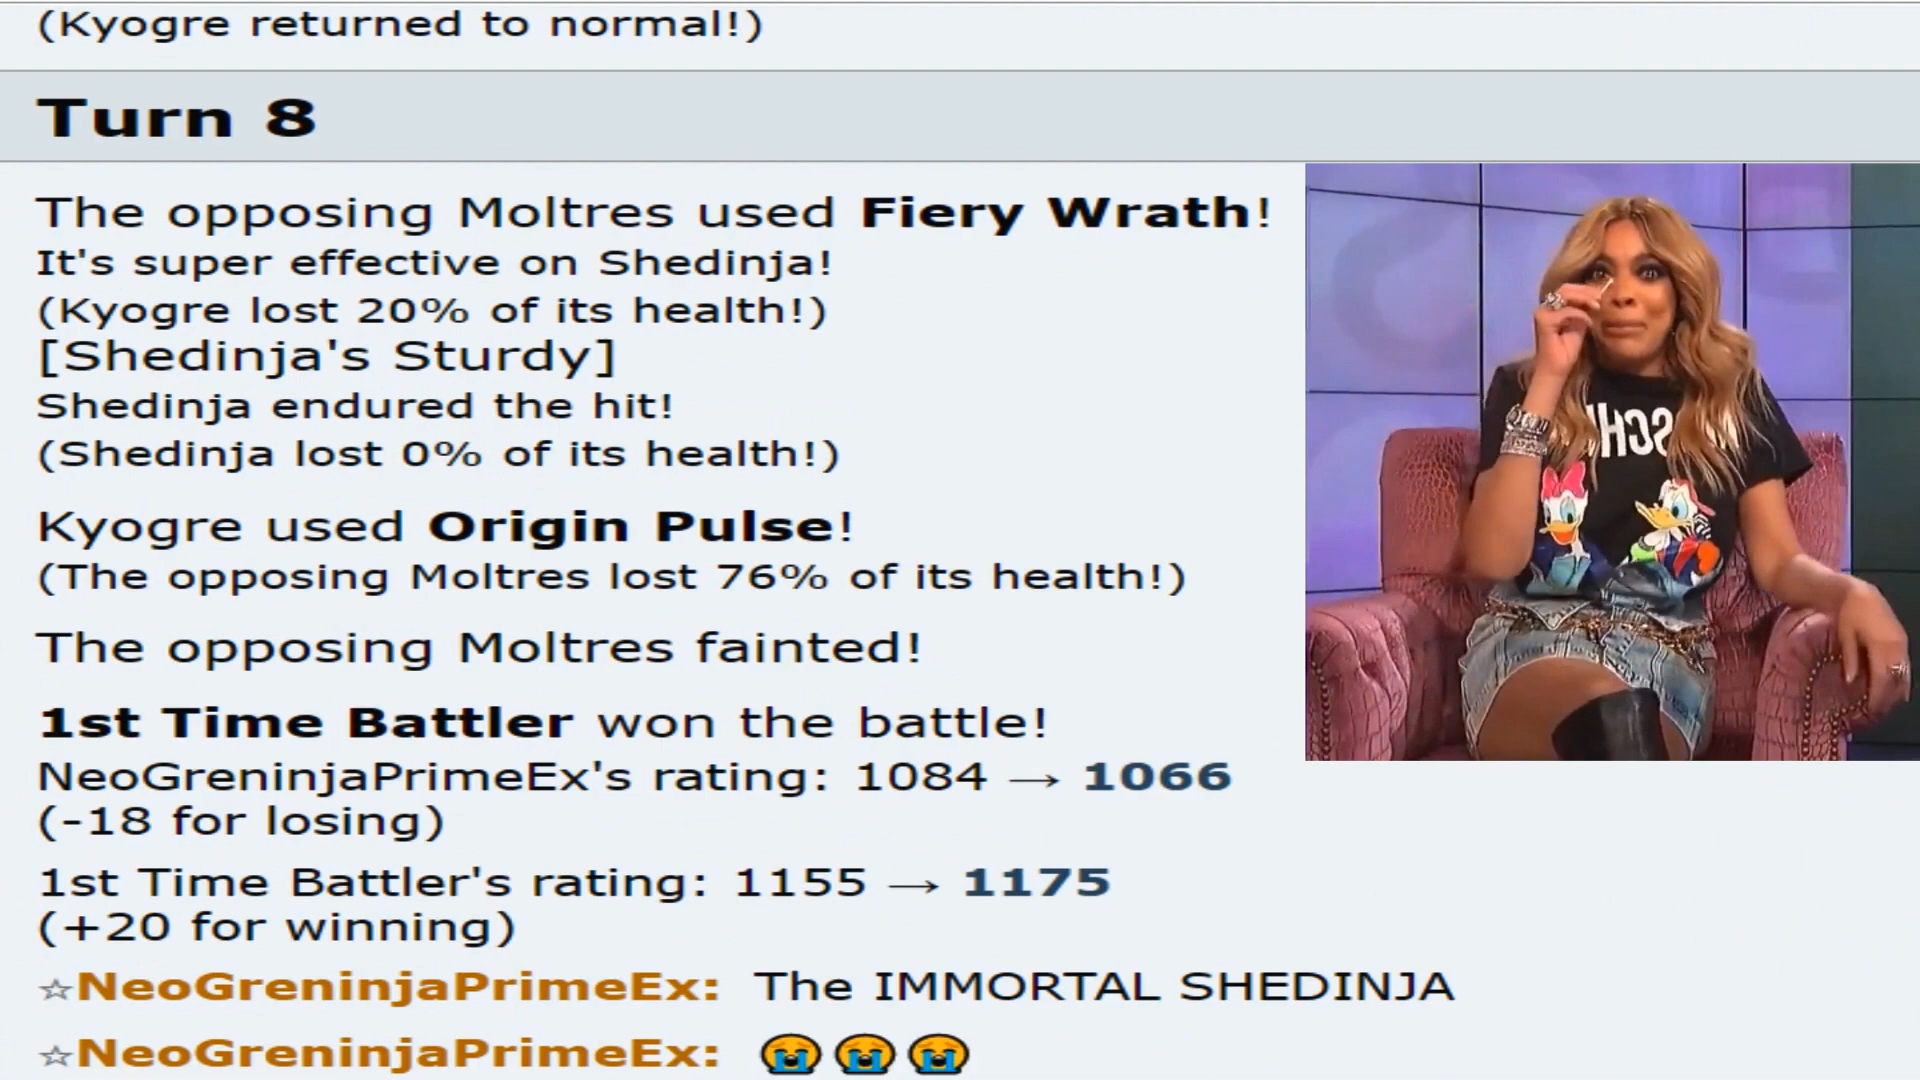 (Kyogre returned to normal!)
Turn 8
The opposing Moltres used Fiery Wrath!
It's super effective on Shedinja!
(Kyogre lost 20% of its health!)
[Shedinja's Sturdy]
Shedinja endured the hit!
(Shedinja lost 0% of its health!)
Kyogre used Origin Pulse!
(The opposing Moltres lost 76% of its health!)
The opposing Moltres fainted!
1st Time Battler won the battle!
NeoGreninjaPrimeEx's rating: 1084 → 1066
(-18 for losing)
1st Time Battler's rating: 1155 → 1175
(+20 for winning)
☆NeoGreninjaPrimeEx: The IMMORTAL SHEDINJA
☆NeoGreninjaPrimeEx: 😭😭😭